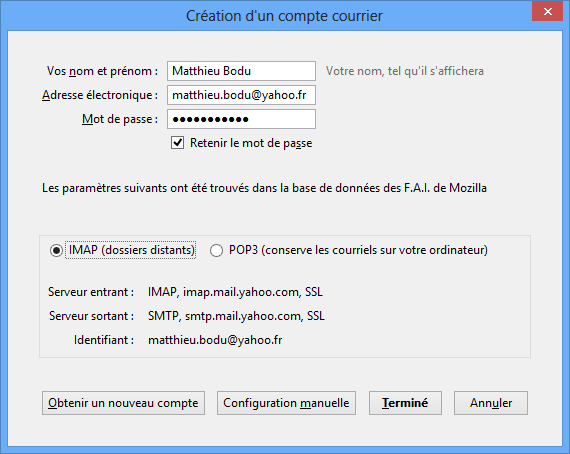 Création d'un compte courrier
Vos nom et prénom : Matthieu Bodu Votre nom, tel qu'il s'affichera
Adresse électronique : matthieu.bodu@yahoo.fr
Mot de passe : ●●●●●●●●●●●
Retenir le mot de passe
Les paramètres suivants ont été trouvés dans la base de données des F.A.I. de Mozilla
IMAP (dossiers distants) POP3 (conserve les courriels sur votre ordinateur)
Serveur entrant : IMAP, imap.mail.yahoo.com, SSL
Serveur sortant : SMTP, smtp.mail.yahoo.com, SSL
Identifiant : matthieu.bodu@yahoo.fr
Obtenir un nouveau compte Configuration manuelle Terminé Annuler